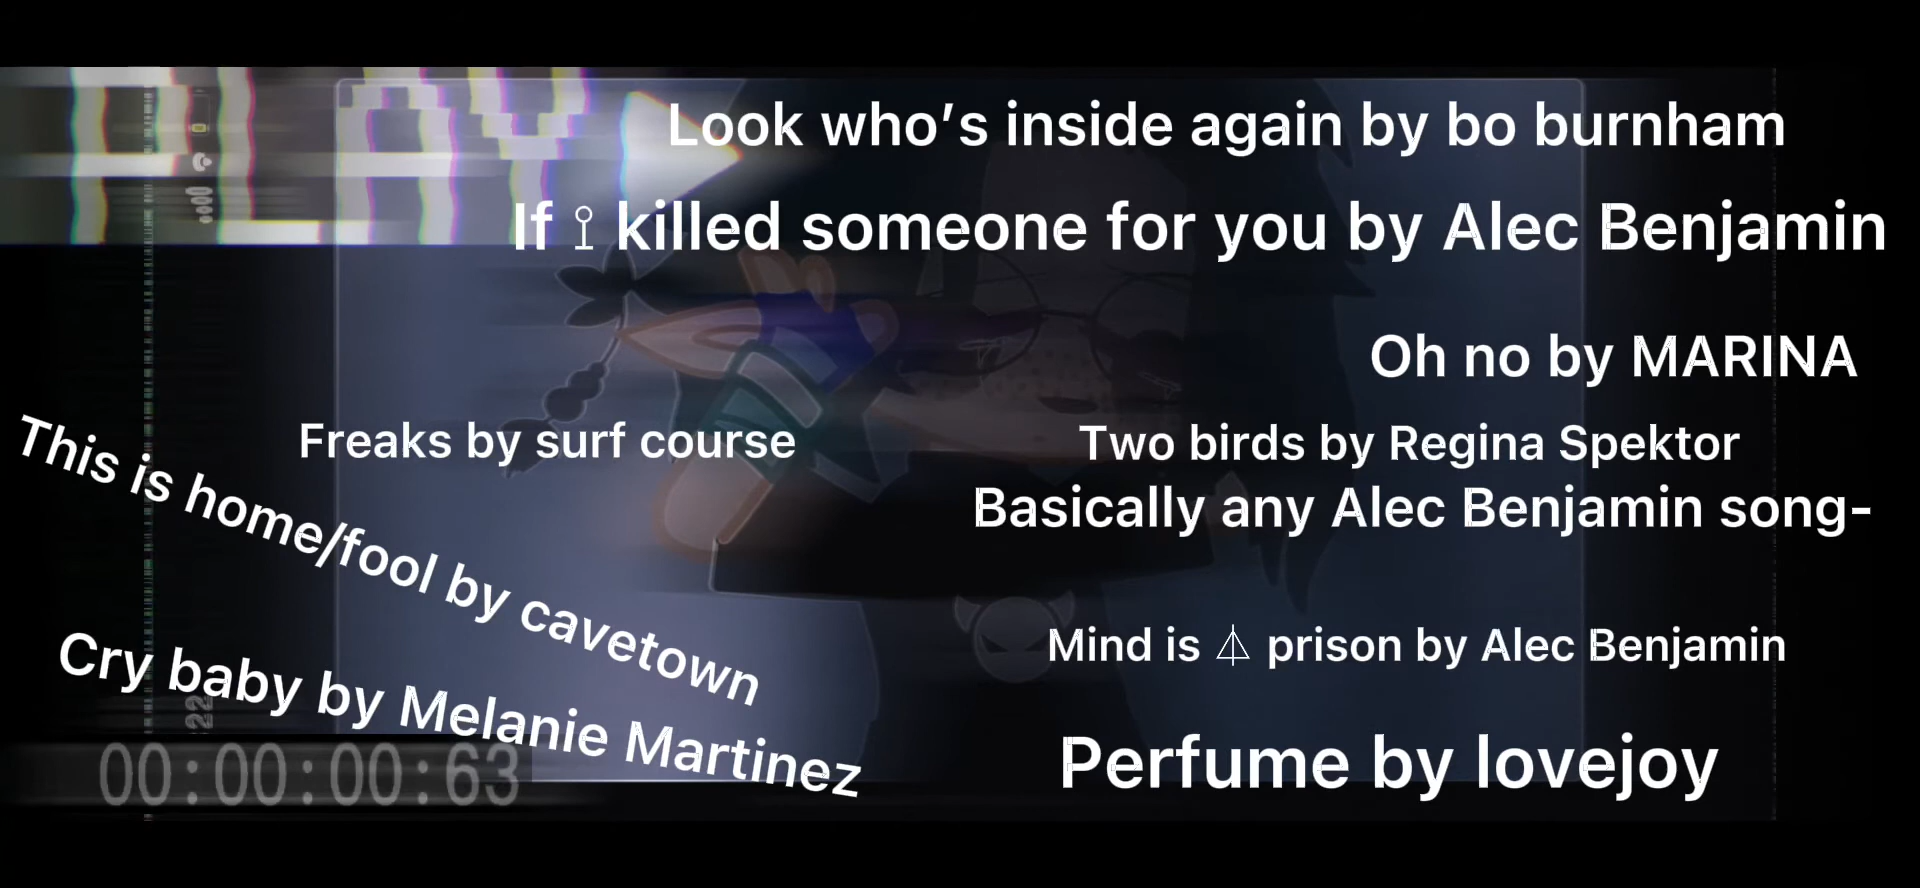 PLAY
Look who's inside again by bo burnham
If I killed someone for you by Alec Benjamin
Oh no by MARINA
Freaks by surf course
Two birds by Regina Spektor
Basically any Alec Benjamin song-
This is home/fool by cavetown
Mind is A prison by Alec Benjamin
Cry baby by Melanie Martinez
Perfume by lovejoy
00:00:00:63